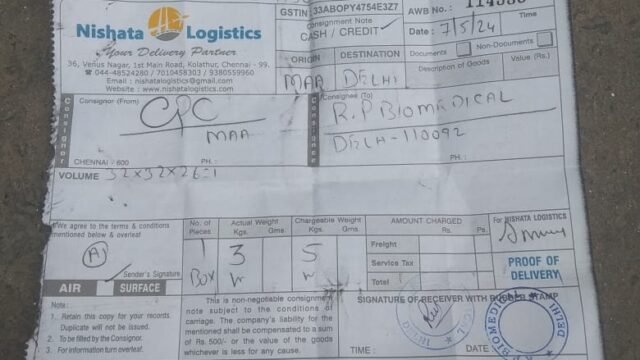 Nishata Logistics
Your Delivery Partner
36, Venus Nagar, 1st Main Road, Kolathur, Chennai - 99.
☎ 044-48524280 / 7010458303 / 9380559960
Email : nishatalogistics@gmail.com
Website : www.nishatalogistics.com
GSTIN 33ABOPY4754E3Z7
Consignment Note
CASH / CREDIT ✓
ORIGIN DESTINATION
MAA DELHI
AWB No.:
Date : 7/5/24 Time
Documents Non-Documents
Description of Goods Value (Rs.)
Consignor
Consignor (From)
CPC
MAA
CHENNAI - 600 PH. :
Consignee
Consignee (To)
R.P BIOMEDICAL
DELH - 110092
PH. :
VOLUME 32x32x26=1
I/We agree to the terms & conditions
mentioned below & overleaf
Sender's Signature
AIR SURFACE
No. of Pieces
1
BOX
Actual Weight
Kgs. Gms.
3
Chargeable Weight
Kgs. Gms.
5
AMOUNT CHARGED
Rs. Ps.
Freight
Service Tax
Total
For NISHATA LOGISTICS
PROOF OF
DELIVERY
Note :
1. Retain this copy for your records.
Duplicate will not be issued.
2. To be filled by the Consignor.
3. For information turn overleaf.
This is non-negotiable consignment
note subject to the conditions of
carriage. The company's liability for the
mentioned shall be compensated to a sum
of Rs. 500/- or the value of the goods
whichever is less for any cause.
SIGNATURE OF RECEIVER WITH RUBBER STAMP
DELHI
BIOMEDICAL
DELHI
TIME : DATE